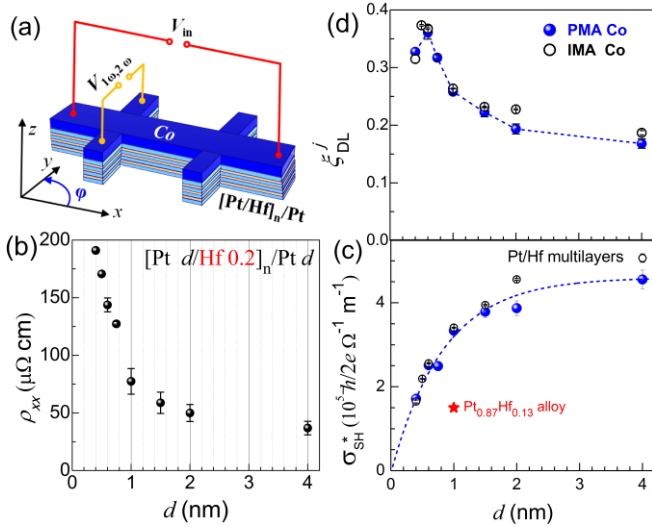 (a)
V_in
V_1ω,2ω
Co
[Pt/Hf]_n/Pt
z
y
φ
x
(b)
[Pt d/Hf 0.2]_n/Pt d
ρ_xx (μΩ cm)
200
150
100
50
0
0 1 2 3 4
d (nm)
(d)
PMA Co
IMA Co
ξ_DL^j
0.4
0.3
0.2
0.1
0.0
(c)
Pt/Hf multilayers
Pt_0.87Hf_0.13 alloy
σ_SH^* (10^5 ħ/2e Ω^-1 m^-1)
4
2
0
0 1 2 3 4
d (nm)